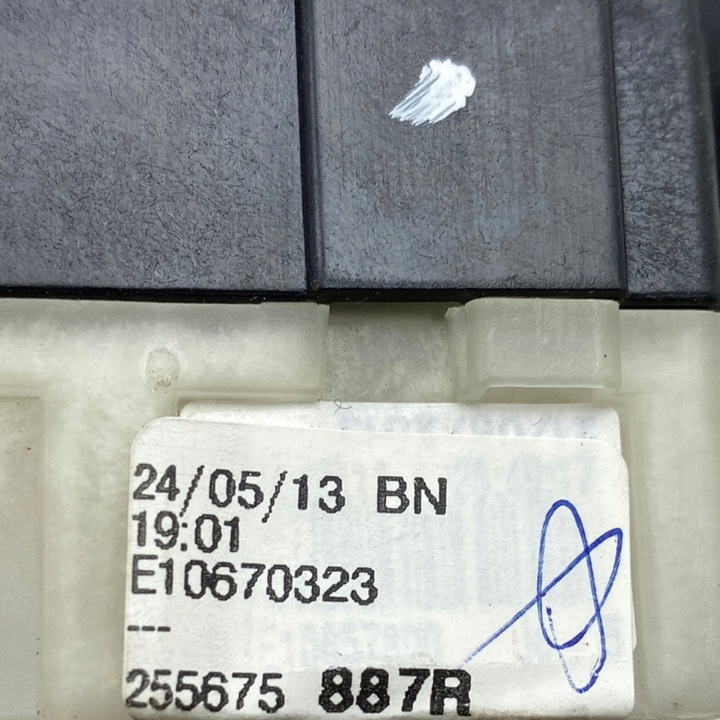 24/05/13 BN
19:01
E10670323
---
255675 887R